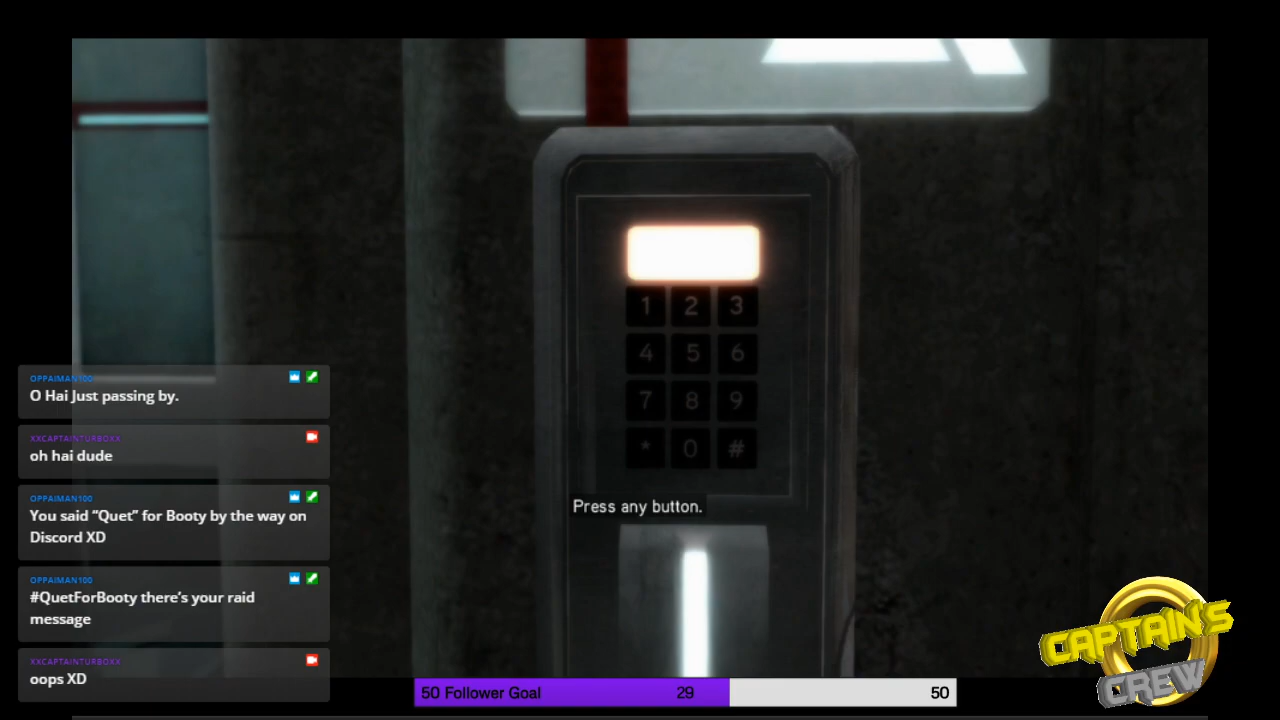 1 2 3
4 5 6
7 8 9
* 0 #
Press any button.
OPPAIMAN100
O Hai Just passing by.
XXCAPTAINTURBOXX
oh hai dude
OPPAIMAN100
You said “Quet” for Booty by the way on
Discord XD
OPPAIMAN100
#QuetForBooty there's your raid
message
XXCAPTAINTURBOXX
oops XD
50 Follower Goal 29 50
CAPTAIN'S
CREW